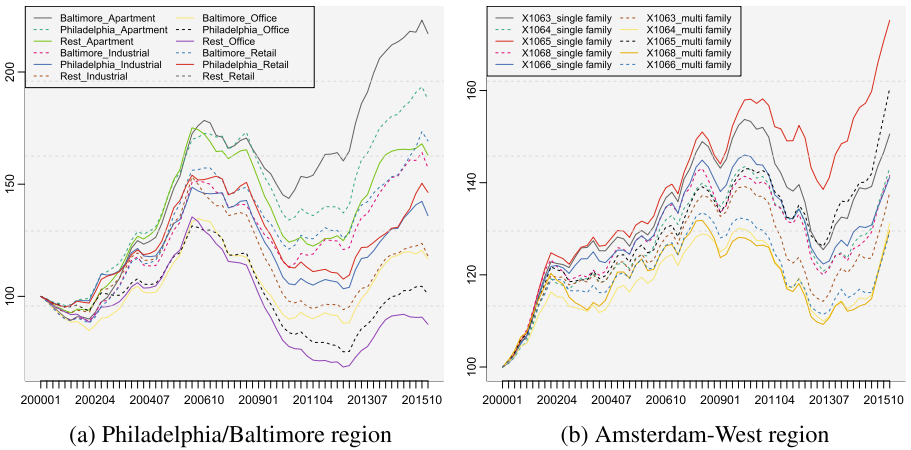 Baltimore_Apartment
Philadelphia_Apartment
Rest_Apartment
Baltimore_Industrial
Philadelphia_Industrial
Rest_Industrial
Baltimore_Office
Philadelphia_Office
Rest_Office
Baltimore_Retail
Philadelphia_Retail
Rest_Retail
200
150
100
200001 200204 200407 200610 200901 201104 201307 201510
(a) Philadelphia/Baltimore region
X1063_single family
X1064_single family
X1065_single family
X1068_single family
X1066_single family
X1063_multi family
X1064_multi family
X1065_multi family
X1068_multi family
X1066_multi family
160
140
120
100
200001 200204 200407 200610 200901 201104 201307 201510
(b) Amsterdam-West region